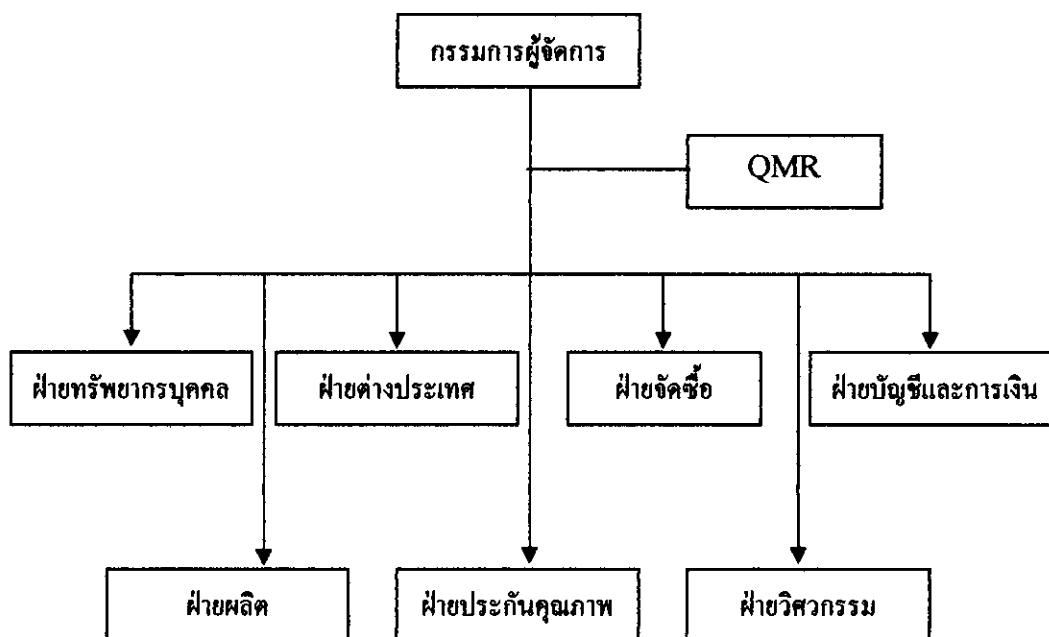 กรรมการผู้จัดการ
QMR
ฝ่ายทรัพยากรบุคคล
ฝ่ายต่างประเทศ
ฝ่ายจัดซื้อ
ฝ่ายบัญชีและการเงิน
ฝ่ายผลิต
ฝ่ายประกันคุณภาพ
ฝ่ายวิศวกรรม